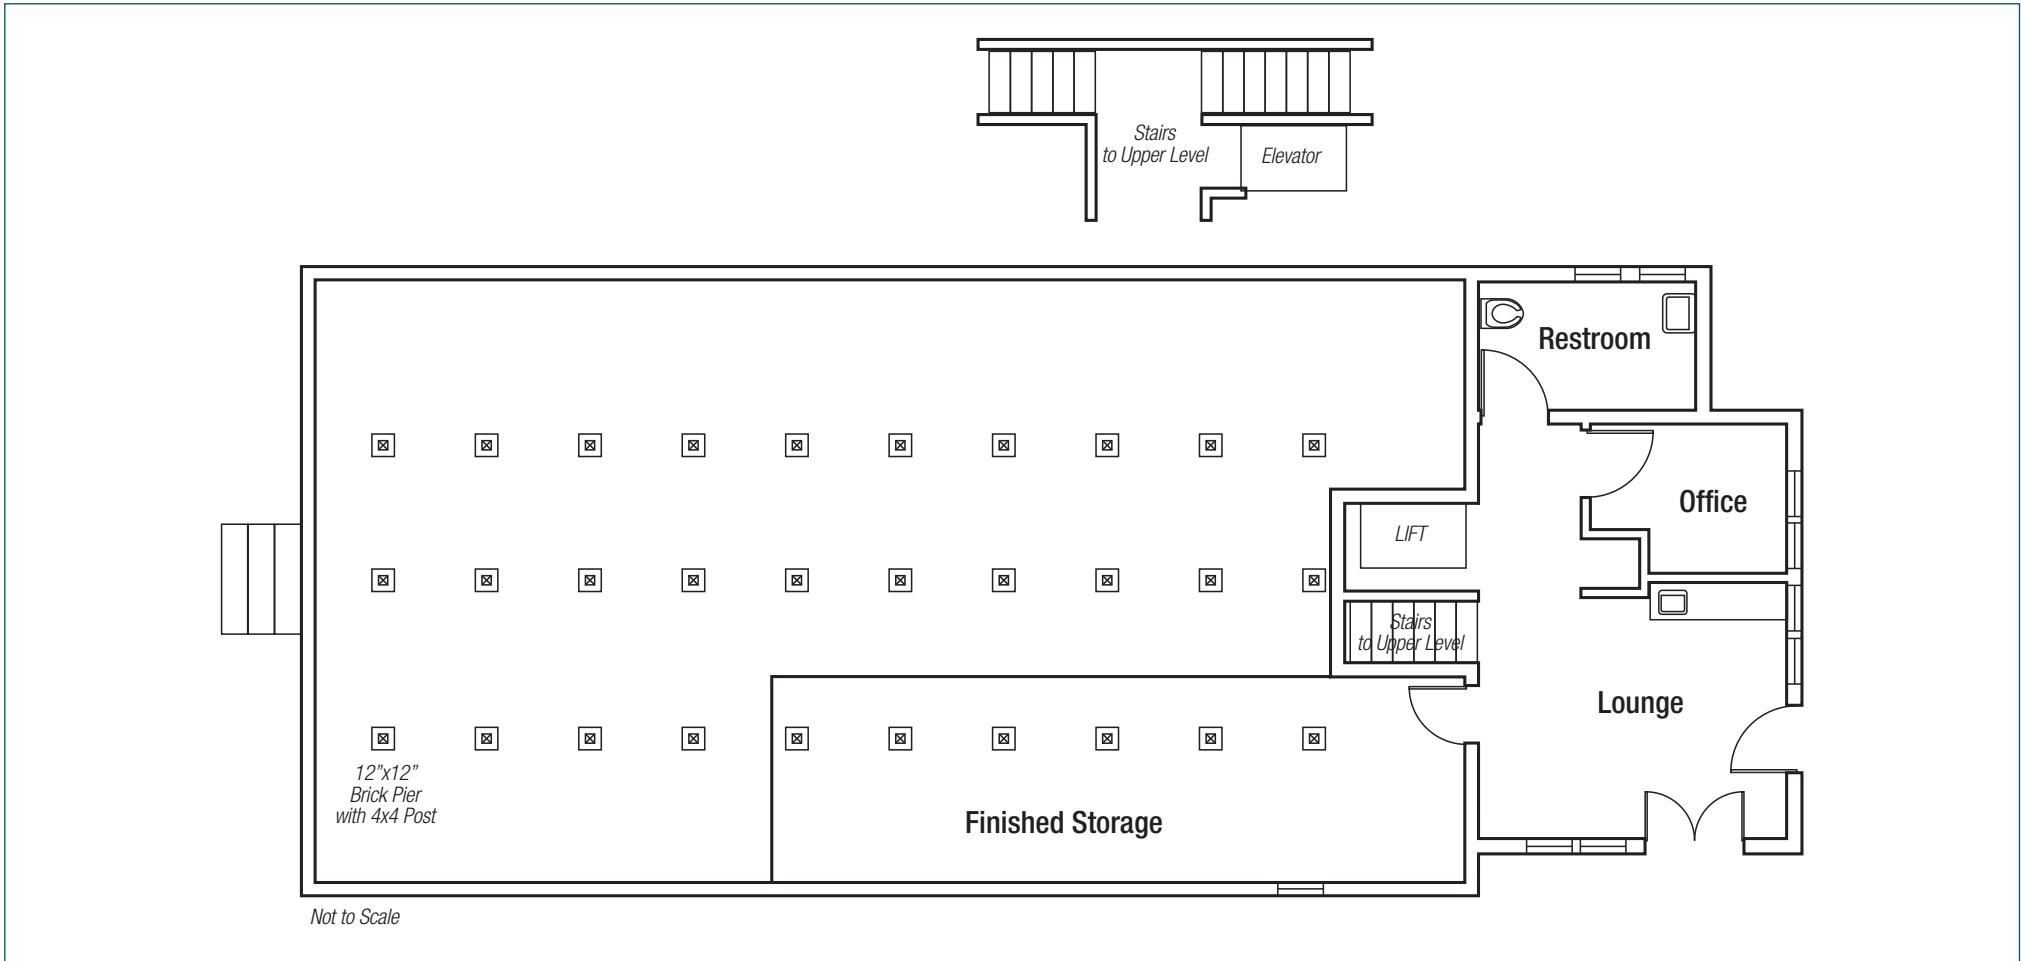 Stairs
to Upper Level
Elevator
Restroom
Office
LIFT
Stairs
to Upper Level
Lounge
12”x12”
Brick Pier
with 4x4 Post
Finished Storage
Not to Scale